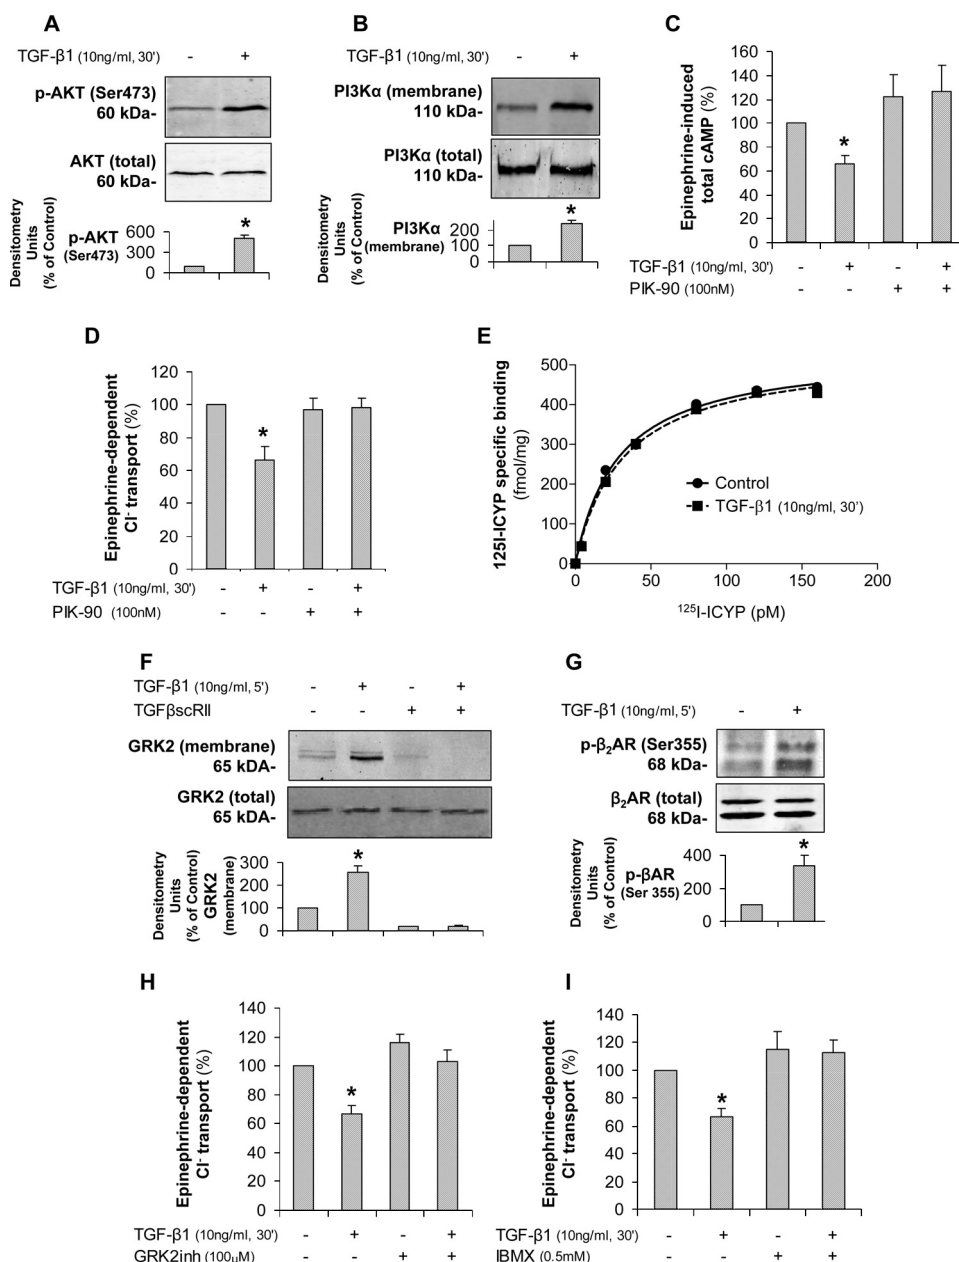 A
TGF-β1 (10ng/ml, 30') - +
p-AKT (Ser473)
60 kDa-
AKT (total)
60 kDa-
Densitometry
Units
(% of Control)
p-AKT
(Ser473)
600
300
0
*
B
TGF-β1 (10ng/ml, 30') - +
PI3Kα (membrane)
110 kDa-
PI3Kα (total)
110 kDa-
Densitometry
Units
(% of Control)
PI3Kα
(membrane)
200
100
0
*
C
Epinephrine-induced
total cAMP (%)
160
140
120
100
80
60
40
20
0
*
TGF-β1 (10ng/ml, 30') - + - +
PIK-90 (100nM) - - + +
D
Epinephrine-dependent
Cl- transport (%)
120
100
80
60
40
20
0
*
TGF-β1 (10ng/ml, 30') - + - +
PIK-90 (100nM) - - + +
E
125I-ICYP specific binding
(fmol/mg)
500
400
300
200
100
0
Control
TGF-β1 (10ng/ml, 30')
0 50 100 150 200
125I-ICYP (pM)
F
TGF-β1 (10ng/ml, 5') - + - +
TGFβscRII - - + +
GRK2 (membrane)
65 kDA-
GRK2 (total)
65 kDA-
Densitometry
Units
(% of Control)
GRK2
(membrane)
300
200
100
0
*
G
TGF-β1 (10ng/ml, 5') - +
p-β₂AR (Ser355)
68 kDa-
β₂AR (total)
68 kDa-
Densitometry
Units
(% of Control)
p-βAR
(Ser 355)
400
200
0
*
H
Epinephrine-dependent
Cl- transport (%)
140
120
100
80
60
40
20
0
*
TGF-β1 (10ng/ml, 30') - + - +
GRK2inh (100μM) - - + +
I
Epinephrine-dependent
Cl- transport (%)
140
120
100
80
60
40
20
0
*
TGF-β1 (10ng/ml, 30') - + - +
IBMX (0.5mM) - - + +